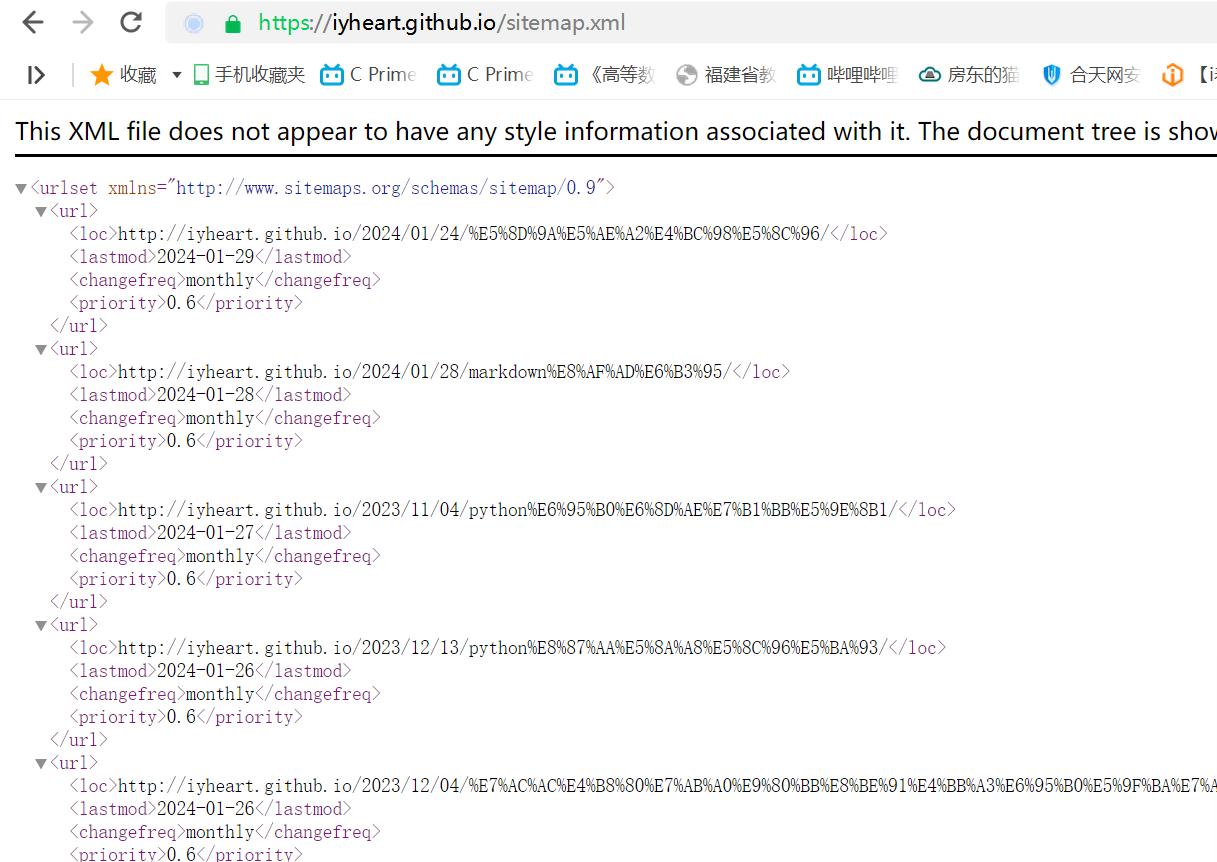 https://iyheart.github.io/sitemap.xml
收藏 手机收藏夹 C Prime C Prime 《高等数 福建省教 哔哩哔哩 房东的猫 合天网安
This XML file does not appear to have any style information associated with it. The document tree is show
▼<urlset xmlns="http://www.sitemaps.org/schemas/sitemap/0.9">
▼<url>
<loc>http://iyheart.github.io/2024/01/24/%E5%8D%9A%E5%AE%A2%E4%BC%98%E5%8C%96/</loc>
<lastmod>2024-01-29</lastmod>
<changefreq>monthly</changefreq>
<priority>0.6</priority>
</url>
▼<url>
<loc>http://iyheart.github.io/2024/01/28/markdown%E8%AF%AD%E6%B3%95/</loc>
<lastmod>2024-01-28</lastmod>
<changefreq>monthly</changefreq>
<priority>0.6</priority>
</url>
▼<url>
<loc>http://iyheart.github.io/2023/11/04/python%E6%95%B0%E6%8D%AE%E7%B1%BB%E5%9E%8B1/</loc>
<lastmod>2024-01-27</lastmod>
<changefreq>monthly</changefreq>
<priority>0.6</priority>
</url>
▼<url>
<loc>http://iyheart.github.io/2023/12/13/python%E8%87%AA%E5%8A%A8%E5%8C%96%E5%BA%93/</loc>
<lastmod>2024-01-26</lastmod>
<changefreq>monthly</changefreq>
<priority>0.6</priority>
</url>
▼<url>
<loc>http://iyheart.github.io/2023/12/04/%E7%AC%AC%E4%B8%80%E7%AB%A0%E9%80%BB%E8%BE%91%E4%BB%A3%E6%95%B0%E5%9F%BA%E7%A
<lastmod>2024-01-26</lastmod>
<changefreq>monthly</changefreq>
<priority>0.6</priority>